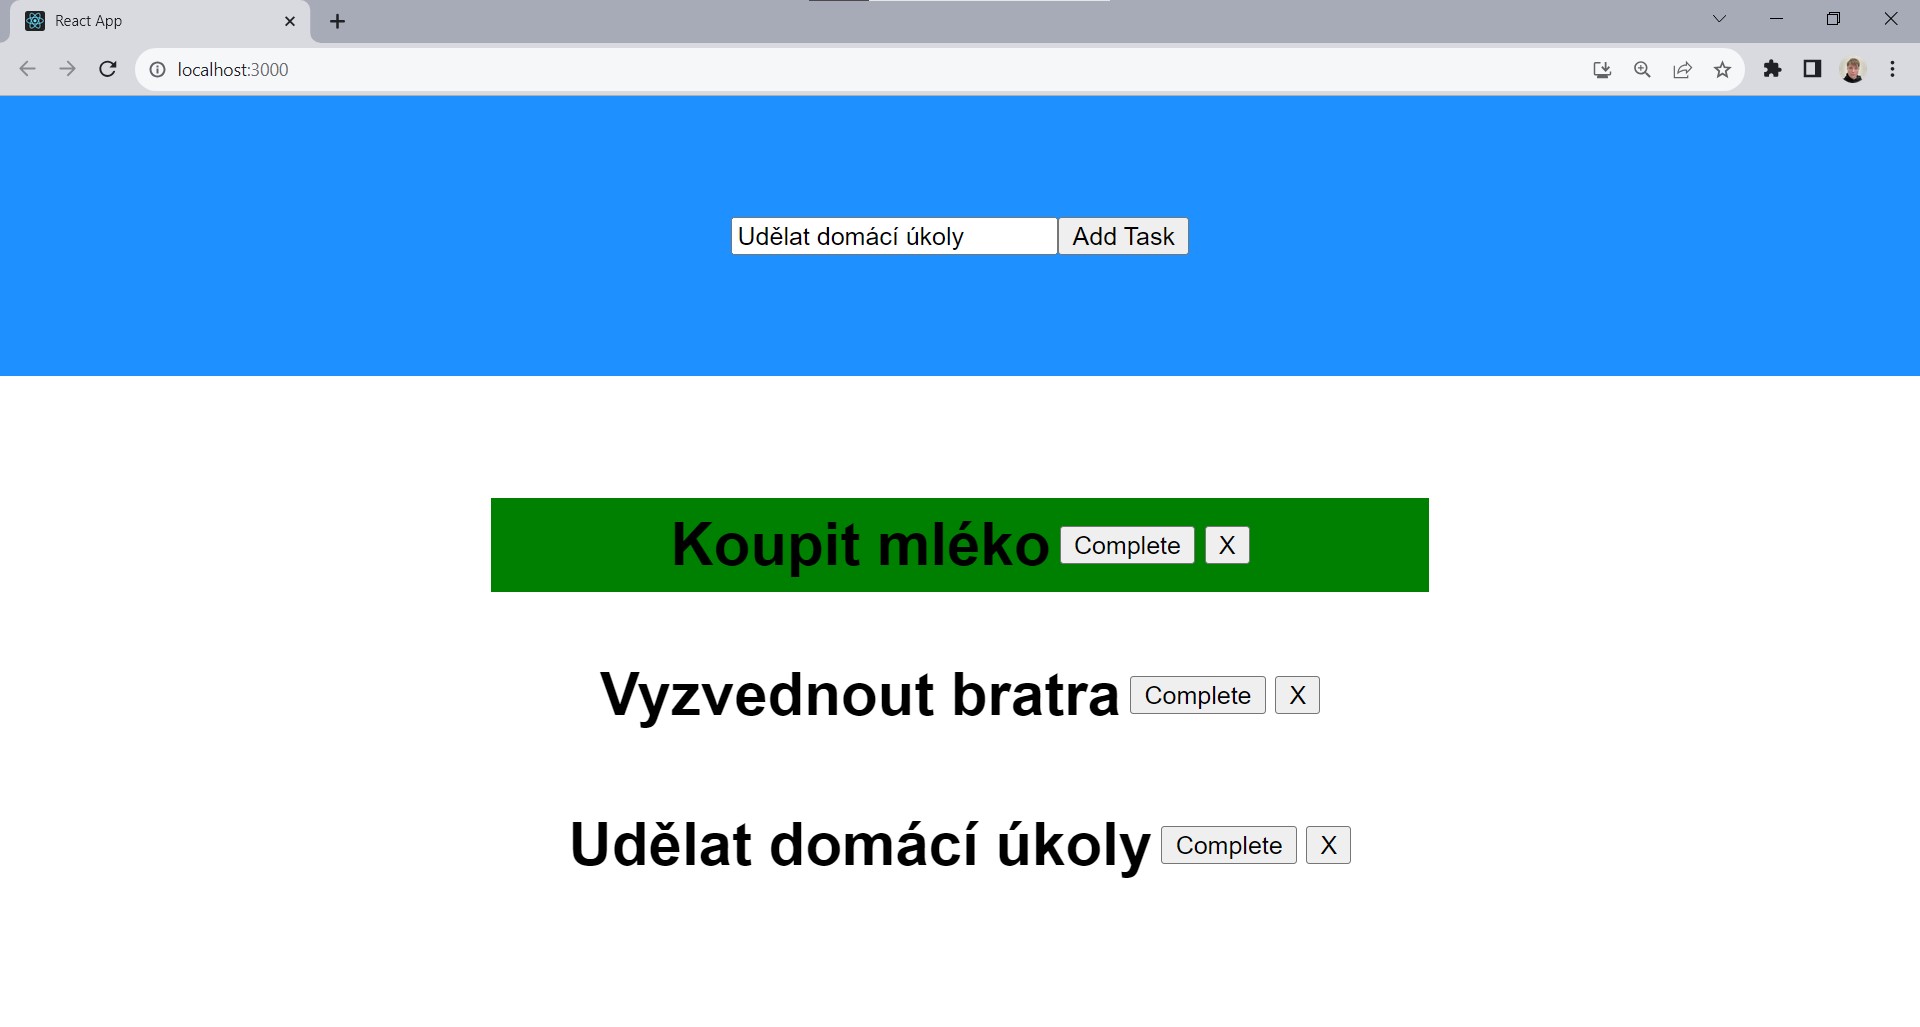 React App
localhost:3000
Udělat domácí úkoly Add Task
Koupit mléko Complete X
Vyzvednout bratra Complete X
Udělat domácí úkoly Complete X